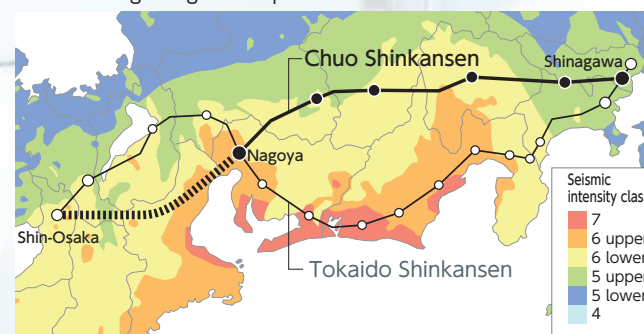 Chuo Shinkansen
Shinagawa
Nagoya
Shin-Osaka
Tokaido Shinkansen
Seismic
intensity clas
7
6 upper
6 lower
5 upper
5 lower
4